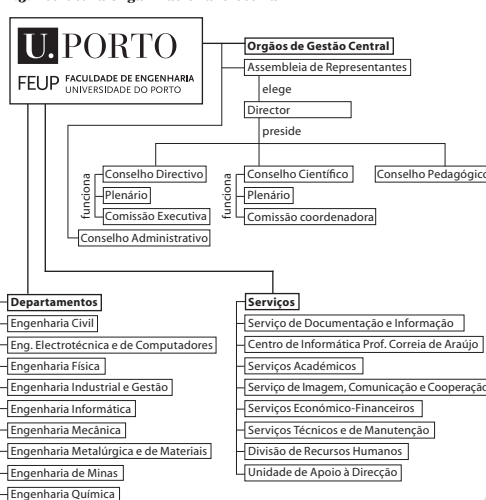 U.PORTO
FEUP FACULDADE DE ENGENHARIA
UNIVERSIDADE DO PORTO
Orgãos de Gestão Central
Assembleia de Representantes
elege
Director
preside
funciona
Conselho Directivo
Plenário
Comissão Executiva
Conselho Administrativo
funciona
Conselho Científico
Plenário
Comissão coordenadora
Conselho Pedagógico
Departamentos
Engenharia Civil
Eng. Electrotécnica e de Computadores
Engenharia Física
Engenharia Industrial e Gestão
Engenharia Informática
Engenharia Mecânica
Engenharia Metalúrgica e de Materiais
Engenharia de Minas
Engenharia Química
Serviços
Serviço de Documentação e Informação
Centro de Informática Prof. Correia de Araújo
Serviços Académicos
Serviço de Imagem, Comunicação e Cooperação
Serviços Económico-Financeiros
Serviços Técnicos e de Manutenção
Divisão de Recursos Humanos
Unidade de Apoio à Direcção